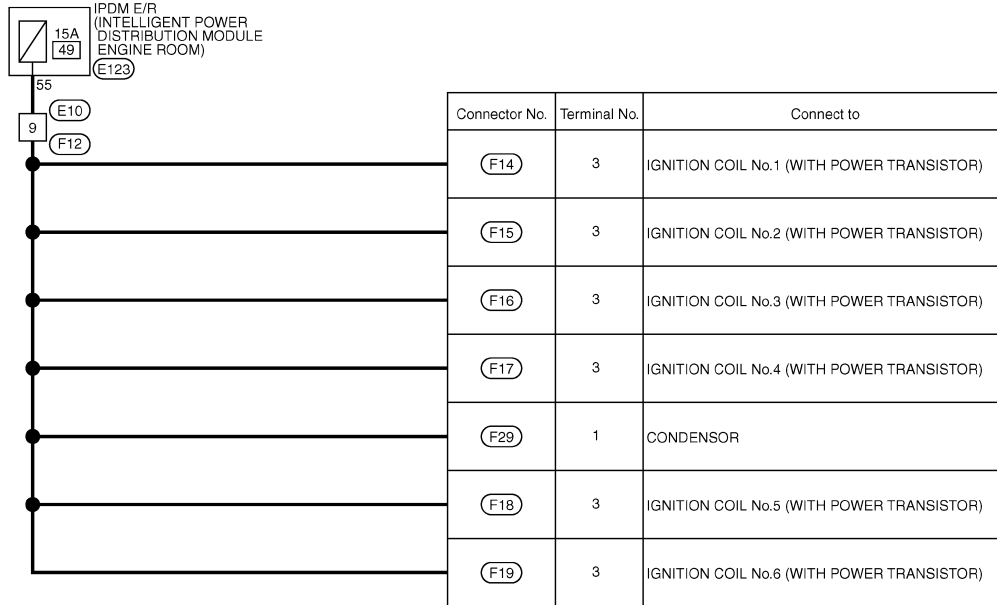 IPDM E/R
(INTELLIGENT POWER
DISTRIBUTION MODULE
ENGINE ROOM)
15A
49
E123
55
E10
9
F12
Connector No. Terminal No. Connect to
F14 3 IGNITION COIL No.1 (WITH POWER TRANSISTOR)
F15 3 IGNITION COIL No.2 (WITH POWER TRANSISTOR)
F16 3 IGNITION COIL No.3 (WITH POWER TRANSISTOR)
F17 3 IGNITION COIL No.4 (WITH POWER TRANSISTOR)
F29 1 CONDENSOR
F18 3 IGNITION COIL No.5 (WITH POWER TRANSISTOR)
F19 3 IGNITION COIL No.6 (WITH POWER TRANSISTOR)